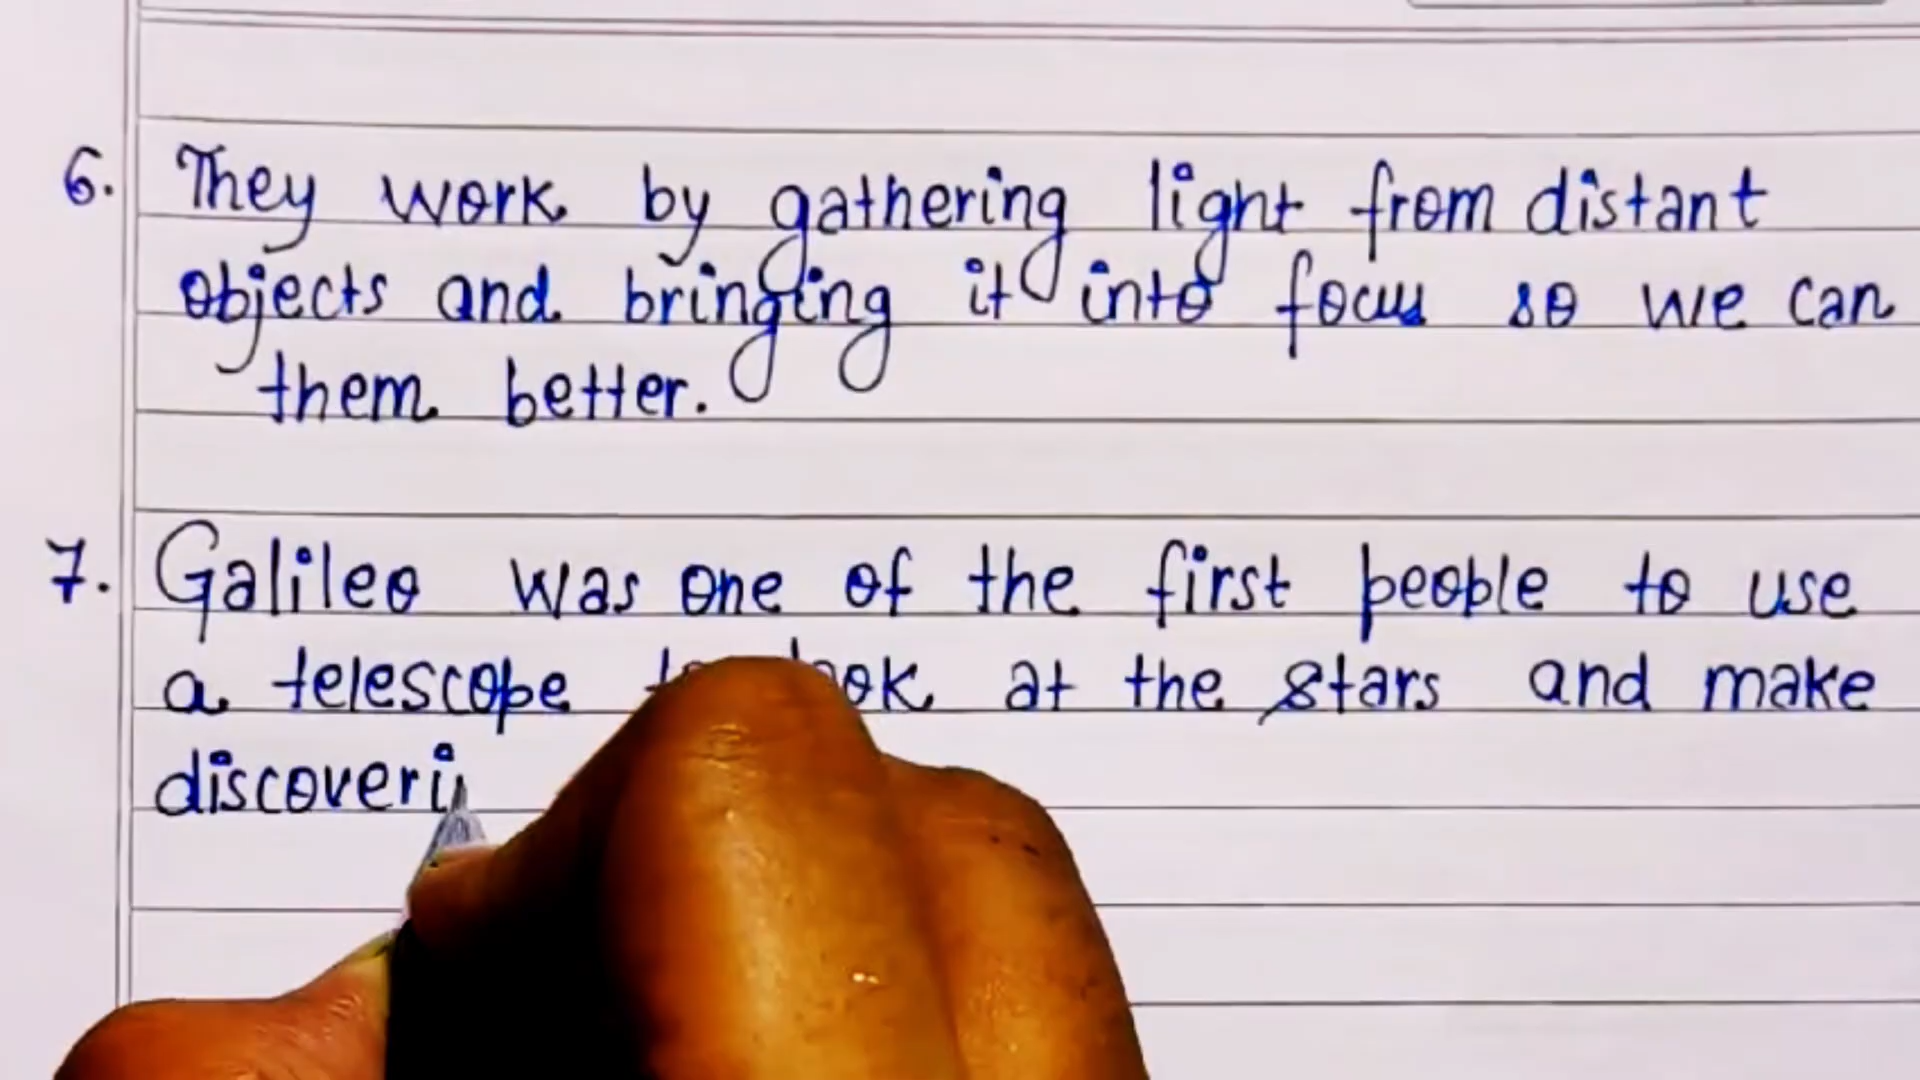 6. They work by gathering light from distant
objects and bringing it into focus so we can
them better.
7. Galileo was one of the first people to use
a telescope at the stars and make
discoveri